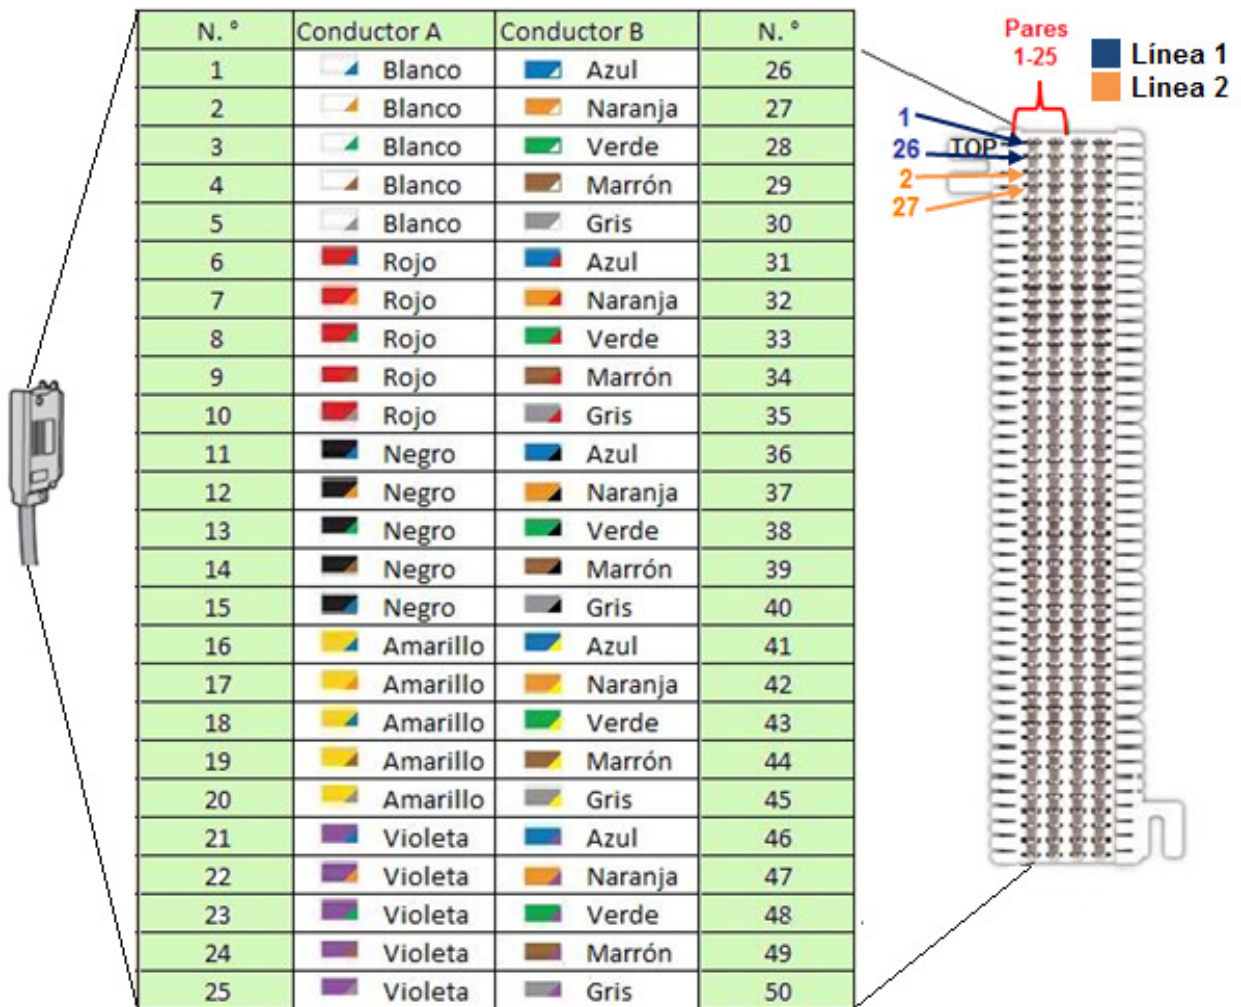 N. ° Conductor A Conductor B N. °
1 Blanco Azul 26
2 Blanco Naranja 27
3 Blanco Verde 28
4 Blanco Marrón 29
5 Blanco Gris 30
6 Rojo Azul 31
7 Rojo Naranja 32
8 Rojo Verde 33
9 Rojo Marrón 34
10 Rojo Gris 35
11 Negro Azul 36
12 Negro Naranja 37
13 Negro Verde 38
14 Negro Marrón 39
15 Negro Gris 40
16 Amarillo Azul 41
17 Amarillo Naranja 42
18 Amarillo Verde 43
19 Amarillo Marrón 44
20 Amarillo Gris 45
21 Violeta Azul 46
22 Violeta Naranja 47
23 Violeta Verde 48
24 Violeta Marrón 49
25 Violeta Gris 50
Pares
1-25
Línea 1
Linea 2
1
26
2
27
TOP